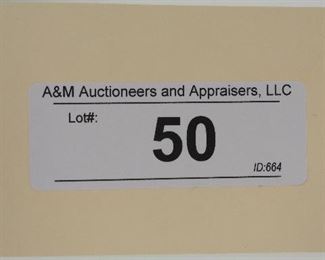 A&M Auctioneers and Appraisers, LLC
Lot#:
50
ID:664